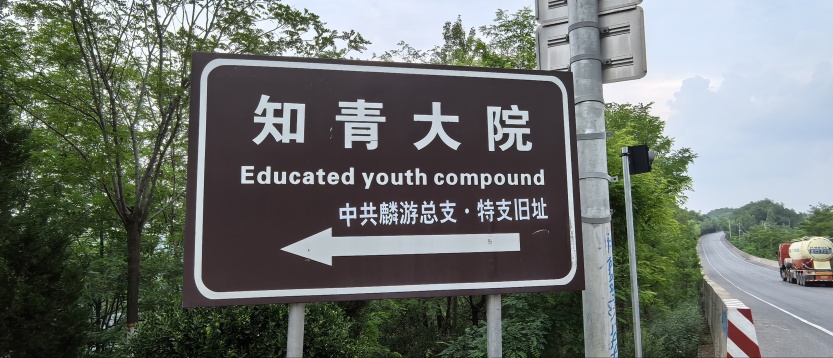 知青大院
Educated youth compound
中共麟游总支·特支旧址